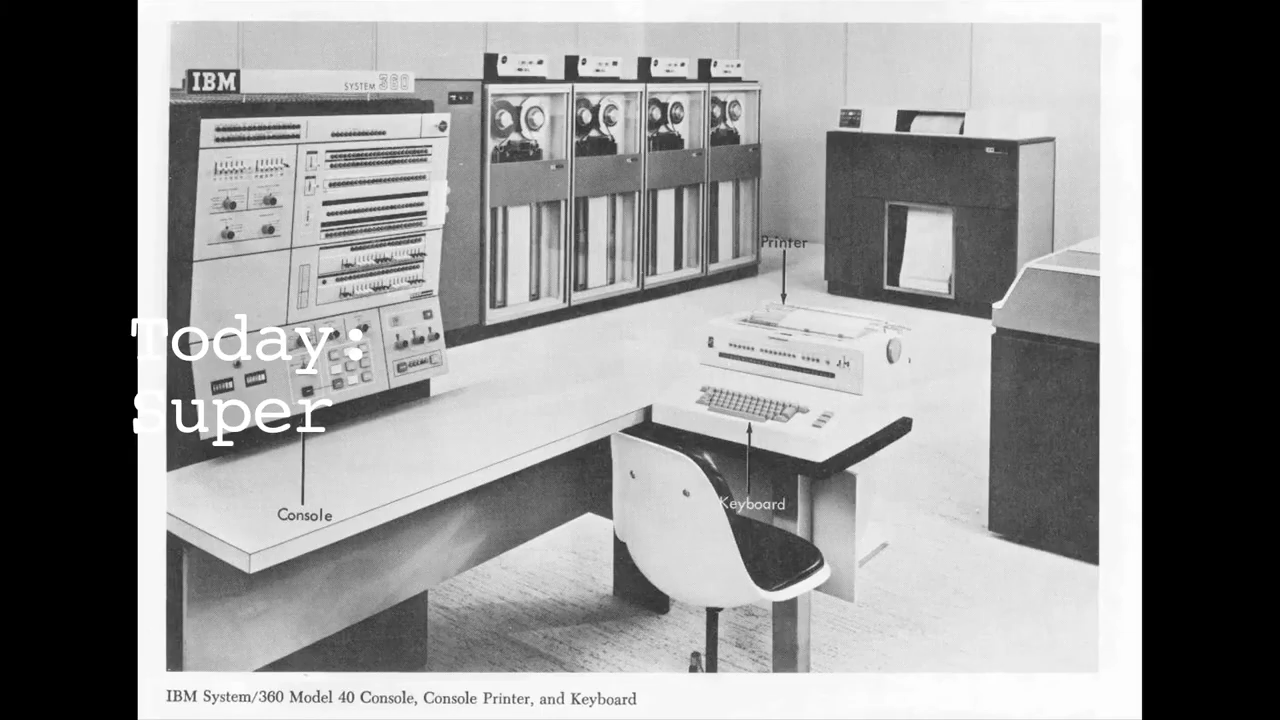 IBM
SYSTEM 360
Printer
Today:
Super
Keyboard
Console
IBM System/360 Model 40 Console, Console Printer, and Keyboard